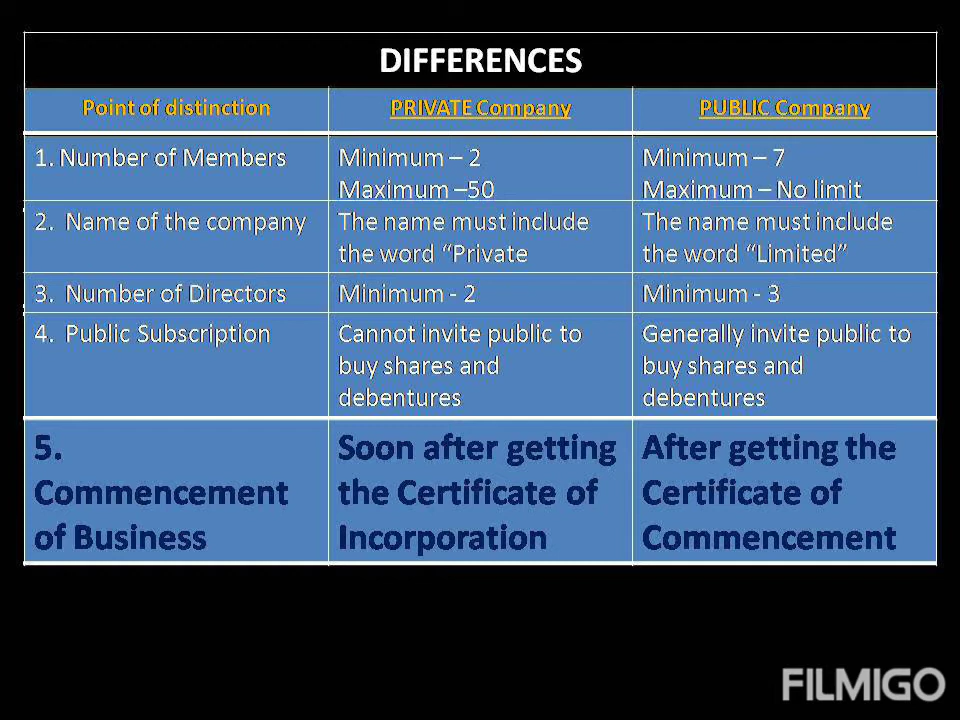 DIFFERENCES
Point of distinction PRIVATE Company PUBLIC Company
1. Number of Members Minimum – 2 Minimum – 7
Maximum –50 Maximum – No limit
2. Name of the company The name must include The name must include
the word “Private the word “Limited”
3. Number of Directors Minimum - 2 Minimum - 3
4. Public Subscription Cannot invite public to Generally invite public to
buy shares and buy shares and
debentures debentures
5. Soon after getting After getting the
Commencement the Certificate of Certificate of
of Business Incorporation Commencement
FILMIGO